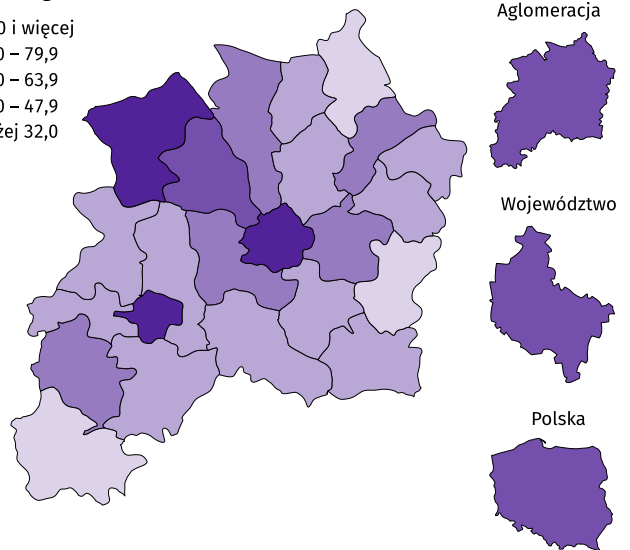 0 i więcej
0 – 79,9
0 – 63,9
0 – 47,9
żej 32,0
Aglomeracja
Województwo
Polska